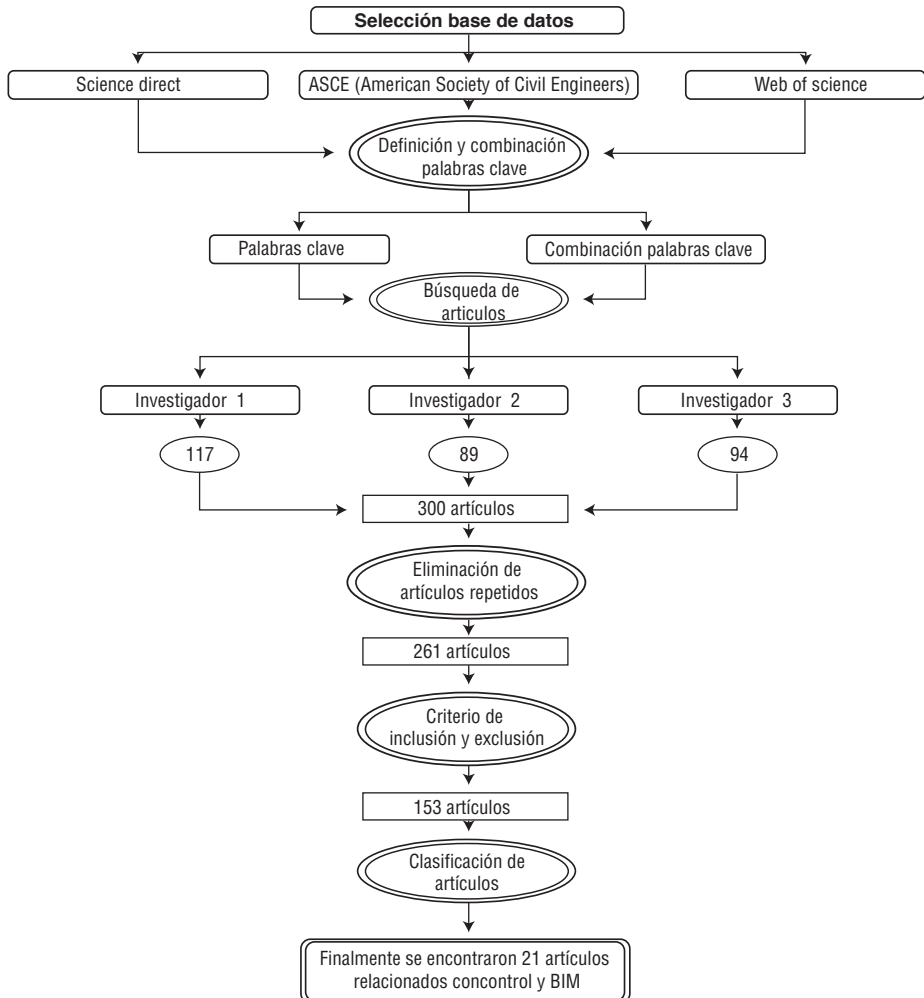 Selección base de datos
Science direct
ASCE (American Society of Civil Engineers)
Web of science
Definición y combinación
palabras clave
Palabras clave
Combinación palabras clave
Búsqueda de
articulos
Investigador 1
Investigador 2
Investigador 3
117
89
94
300 artículos
Eliminación de
artículos repetidos
261 artículos
Criterio de
inclusión y exclusión
153 artículos
Clasificación de
artículos
Finalmente se encontraron 21 artículos
relacionados concontrol y BIM